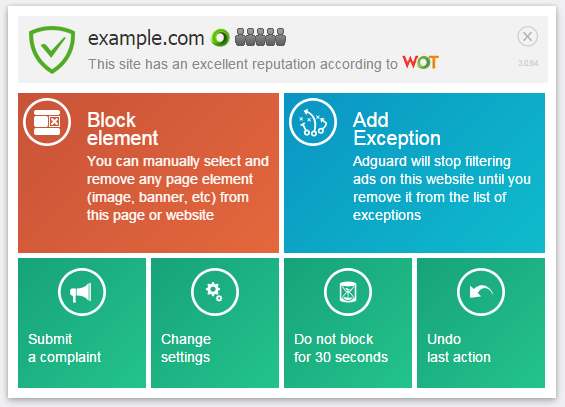 example.com
This site has an excellent reputation according to WOT
3.0.64
Block
element
You can manually select and
remove any page element
(image, banner, etc) from
this page or website
Add
Exception
Adguard will stop filtering
ads on this website until you
remove it from the list of
exceptions
Submit
a complaint
Change
settings
Do not block
for 30 seconds
Undo
last action